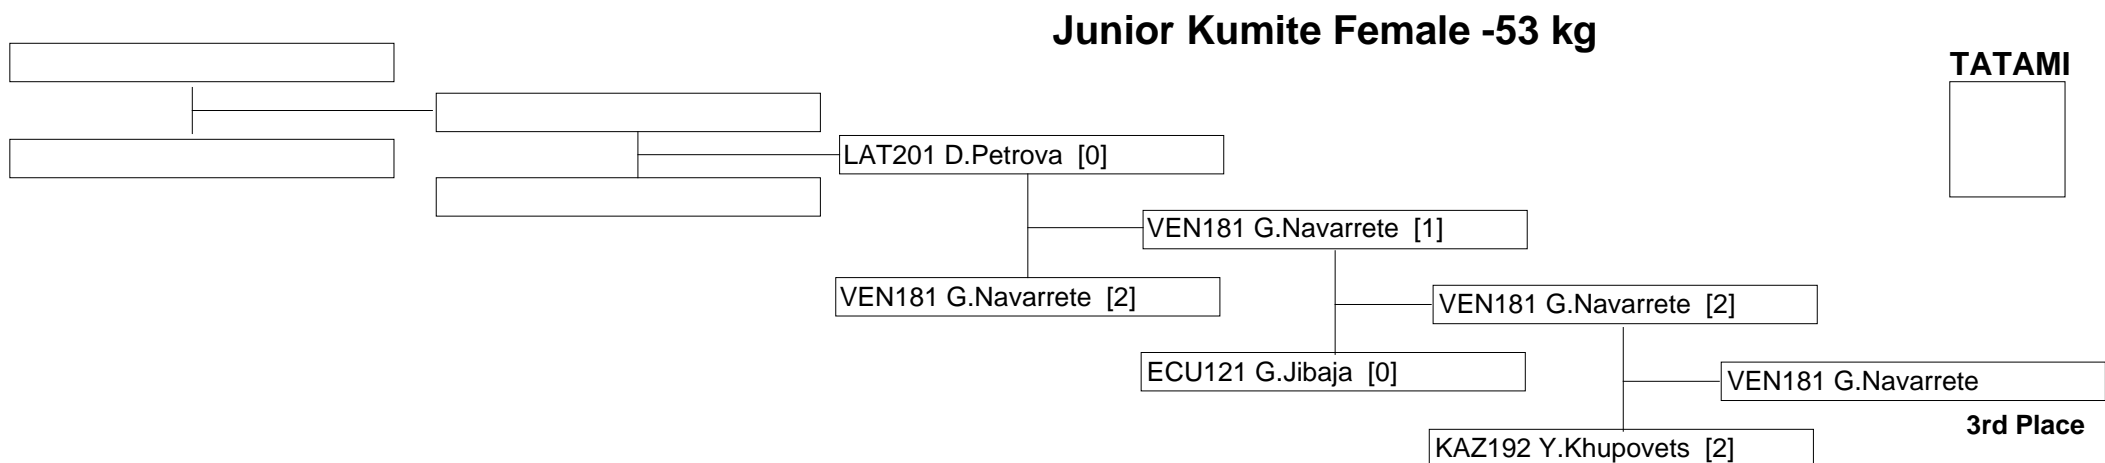 Junior Kumite Female -53 kg
TATAMI
LAT201 D.Petrova [0]
VEN181 G.Navarrete [1]
VEN181 G.Navarrete [2]
VEN181 G.Navarrete [2]
ECU121 G.Jibaja [0]
VEN181 G.Navarrete
3rd Place
KAZ192 Y.Khupovets [2]